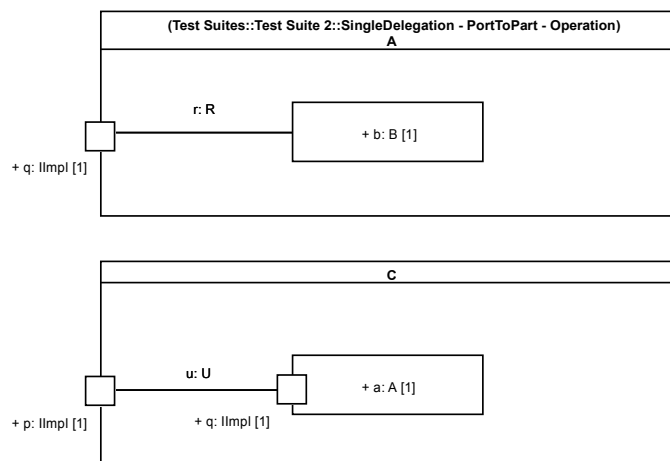 (Test Suites::Test Suite 2::SingleDelegation - PortToPart - Operation)
A
r: R
+ b: B [1]
+ q: IImpl [1]
C
u: U
+ a: A [1]
+ p: IImpl [1]
+ q: IImpl [1]